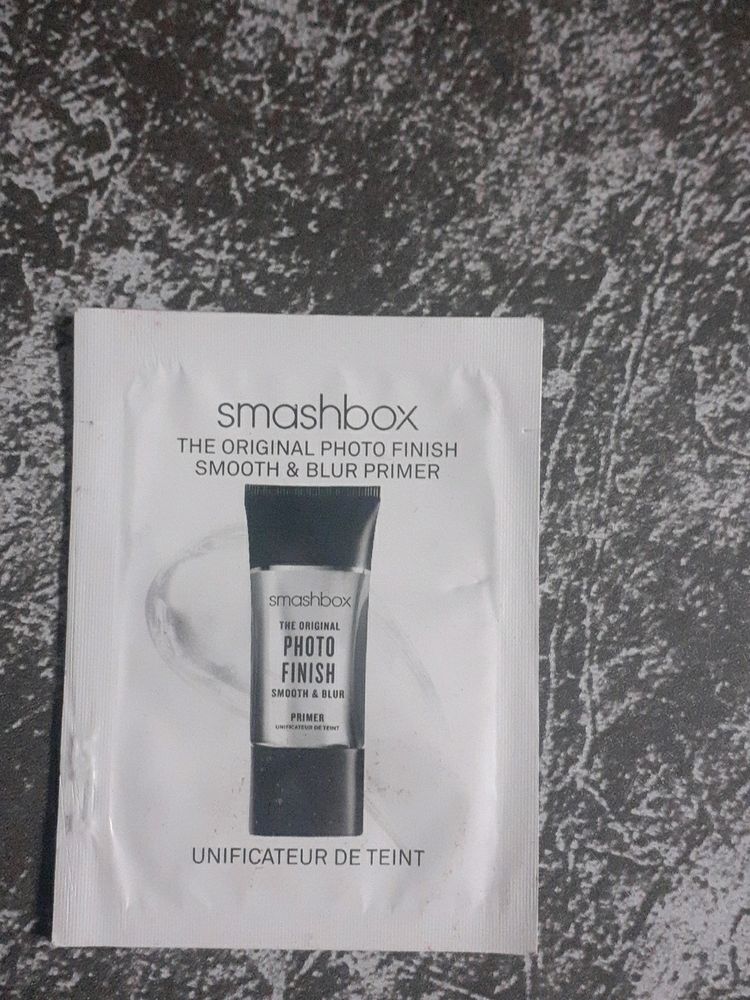 smashbox
THE ORIGINAL PHOTO FINISH
SMOOTH & BLUR PRIMER
smashbox
THE ORIGINAL
PHOTO
FINISH
SMOOTH & BLUR
PRIMER
UNIFICATEUR DE TEINT
UNIFICATEUR DE TEINT